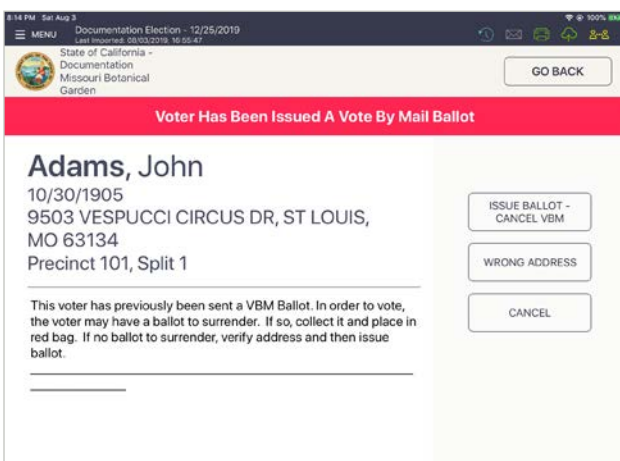 8:14 PM Sat Aug 3
100%
MENU
Documentation Election - 12/25/2019
Last Imported: 08/03/2019, 16:55:47
State of California -
Documentation
Missouri Botanical
Garden
GO BACK
Voter Has Been Issued A Vote By Mail Ballot
Adams, John
10/30/1905
9503 VESPUCCI CIRCUS DR, ST LOUIS,
MO 63134
Precinct 101, Split 1
This voter has previously been sent a VBM Ballot. In order to vote,
the voter may have a ballot to surrender. If so, collect it and place in
red bag. If no ballot to surrender, verify address and then issue
ballot.
ISSUE BALLOT -
CANCEL VBM
WRONG ADDRESS
CANCEL